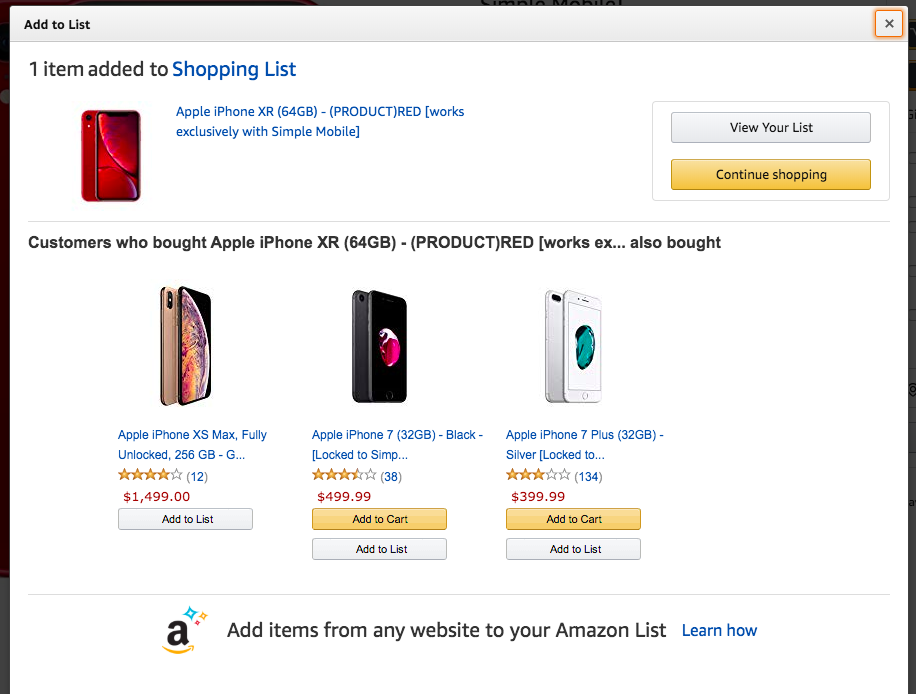 Simple Mobile!
Add to List
1 item added to Shopping List
Apple iPhone XR (64GB) - (PRODUCT)RED [works
exclusively with Simple Mobile]
View Your List
Continue shopping
Customers who bought Apple iPhone XR (64GB) - (PRODUCT)RED [works ex... also bought
Apple iPhone XS Max, Fully
Unlocked, 256 GB - G...
(12)
$1,499.00
Add to List
Apple iPhone 7 (32GB) - Black -
[Locked to Simp...
(38)
$499.99
Add to Cart
Add to List
Apple iPhone 7 Plus (32GB) -
Silver [Locked to...
(134)
$399.99
Add to Cart
Add to List
a
Add items from any website to your Amazon List Learn how